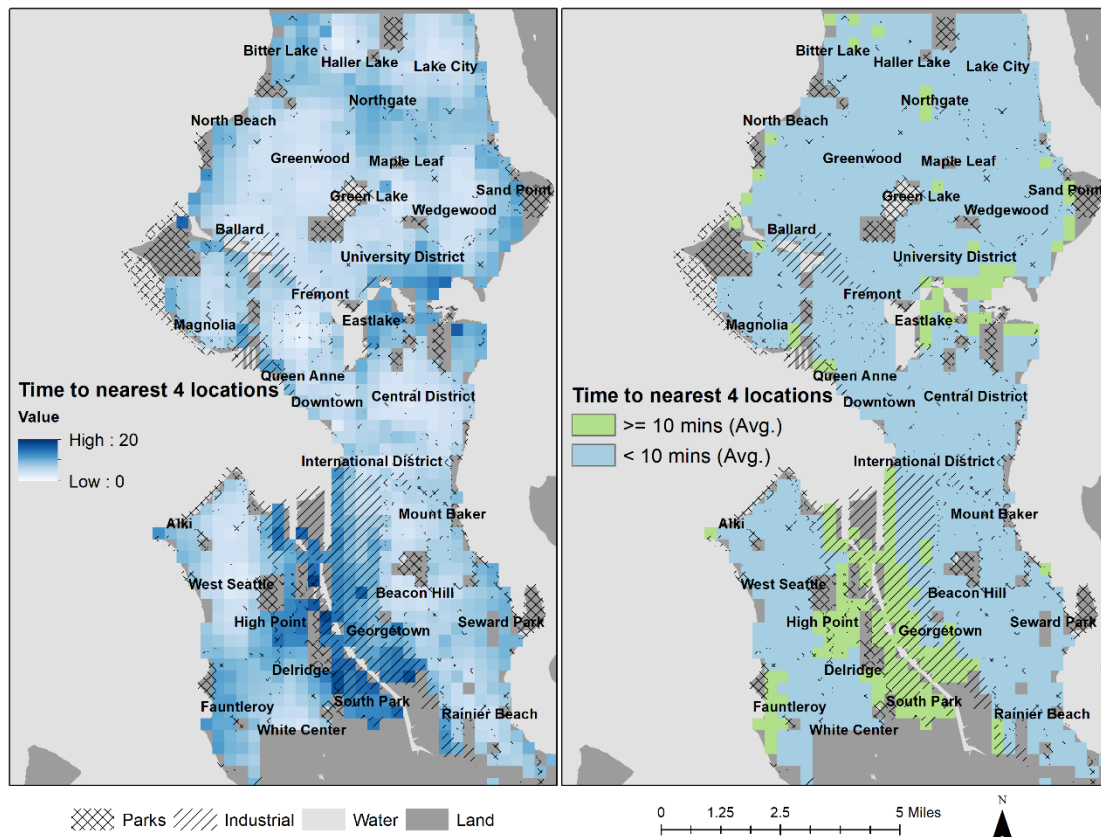 Bitter Lake
Haller Lake
Lake City
Northgate
North Beach
Greenwood
Maple Leaf
Green Lake
Sand Point
Wedgewood
Ballard
University District
Fremont
Magnolia
Eastlake
Queen Anne
Time to nearest 4 locations
Value
High : 20
Low : 0
Downtown
Central District
International District
Mount Baker
Alki
West Seattle
Beacon Hill
High Point
Georgetown
Seward Park
Delridge
South Park
Fauntleroy
Rainier Beach
White Center
Bitter Lake
Haller Lake
Lake City
Northgate
North Beach
Greenwood
Maple Leaf
Green Lake
Sand Point
Wedgewood
Ballard
University District
Fremont
Magnolia
Eastlake
Queen Anne
Time to nearest 4 locations
>= 10 mins (Avg.)
< 10 mins (Avg.)
Downtown
Central District
International District
Mount Baker
Alki
West Seattle
Beacon Hill
High Point
Georgetown
Seward Park
Delridge
South Park
Fauntleroy
Rainier Beach
White Center
Parks Industrial Water Land
0 1.25 2.5 5 Miles
N